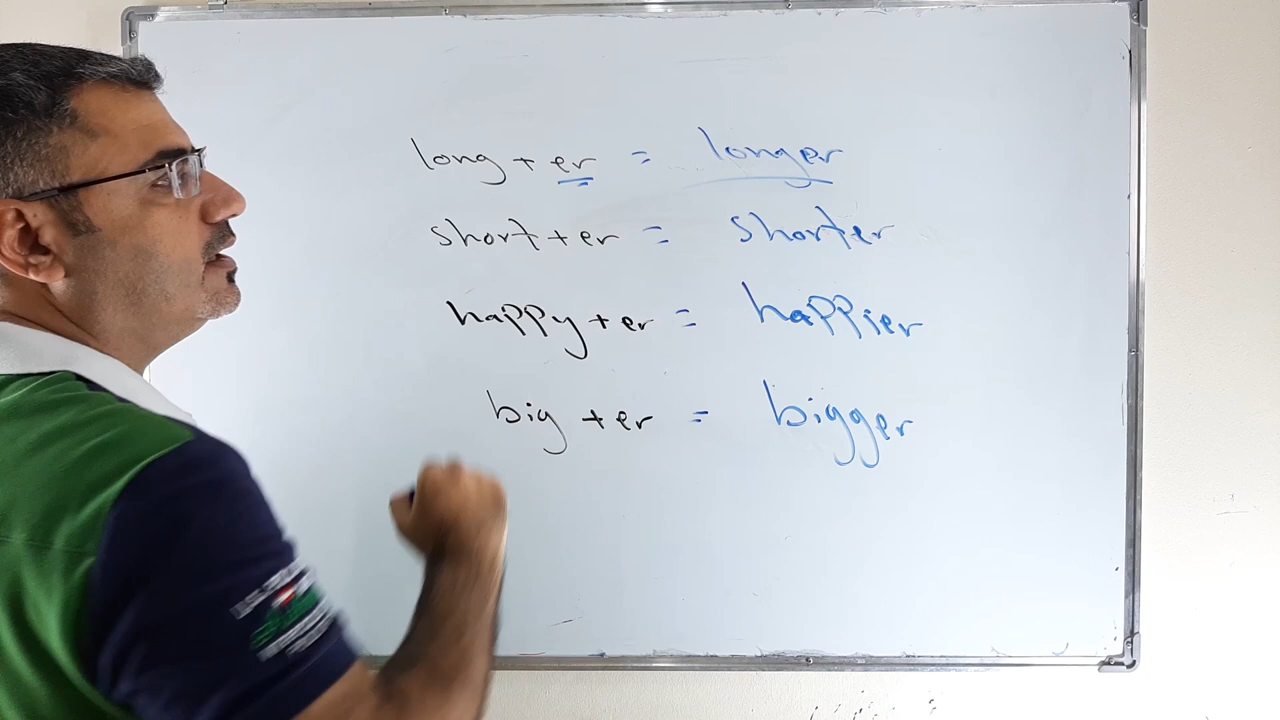 long + er = longer
short + er = shorter
happy + er = happier
big + er = bigger